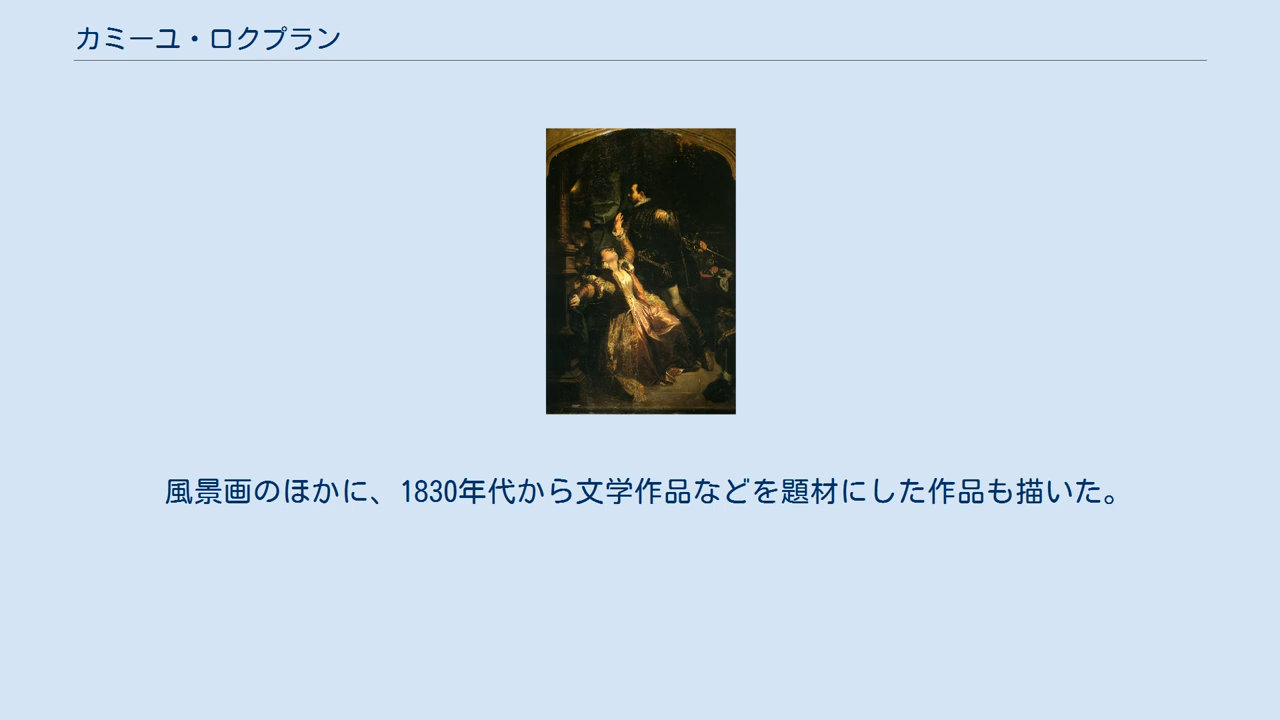 カミーユ・ロクプラン
風景画のほかに、1830年代から文学作品などを題材にした作品も描いた。